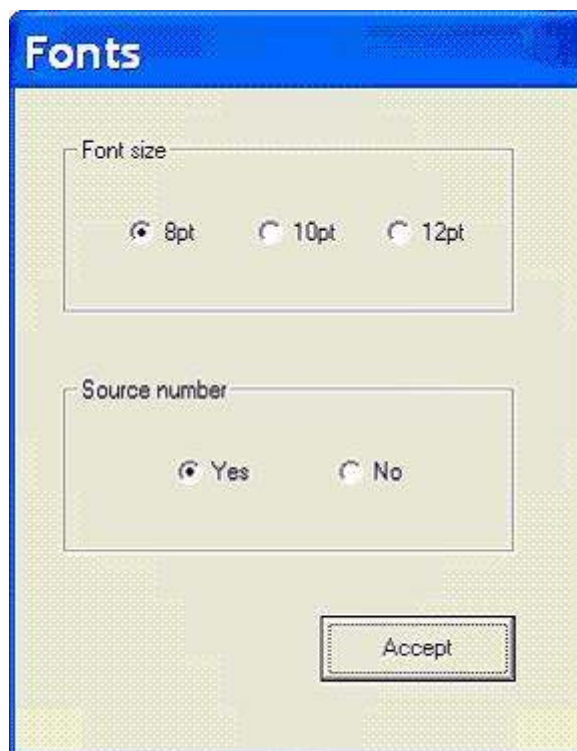 Fonts
Font size
8pt 10pt 12pt
Source number
Yes No
Accept